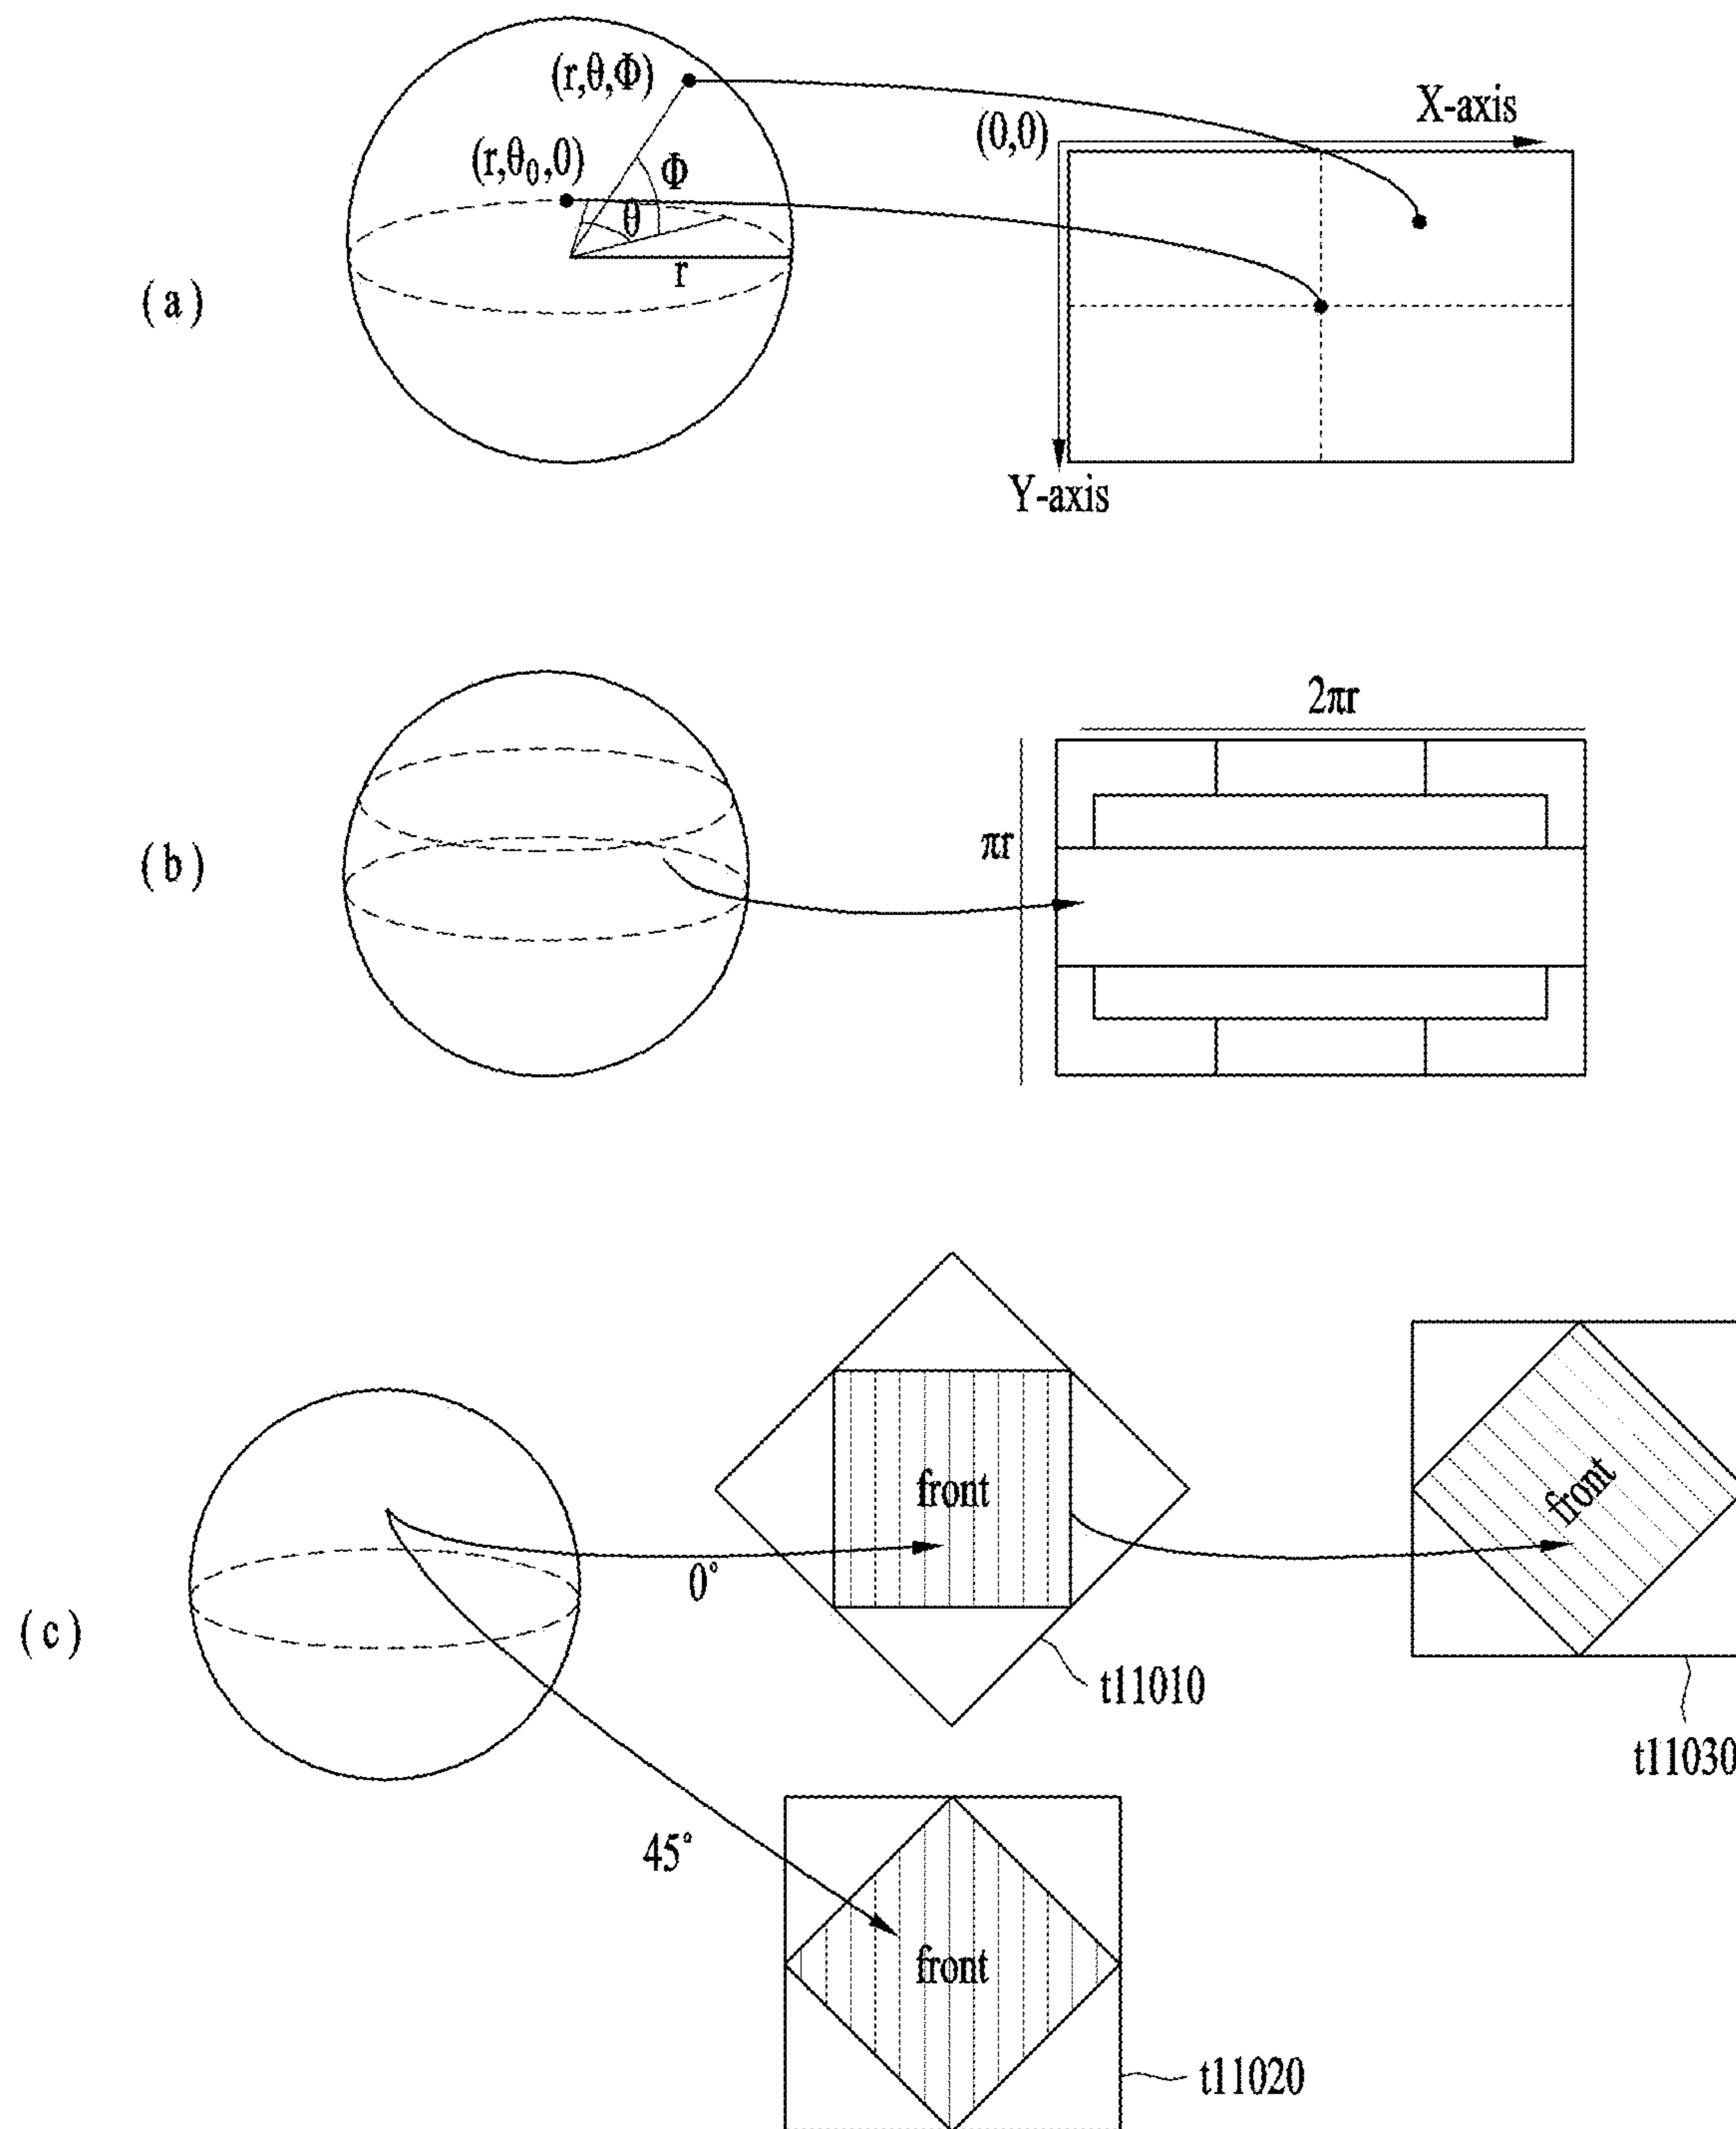 (r,θ,Φ)
X-axis
(0,0)
(r,θ₀,0)
Φ
θ
r
(a)
Y-axis
2πr
πr
(b)
front
front
0°
(c)
t11010
t11030
45°
front
t11020